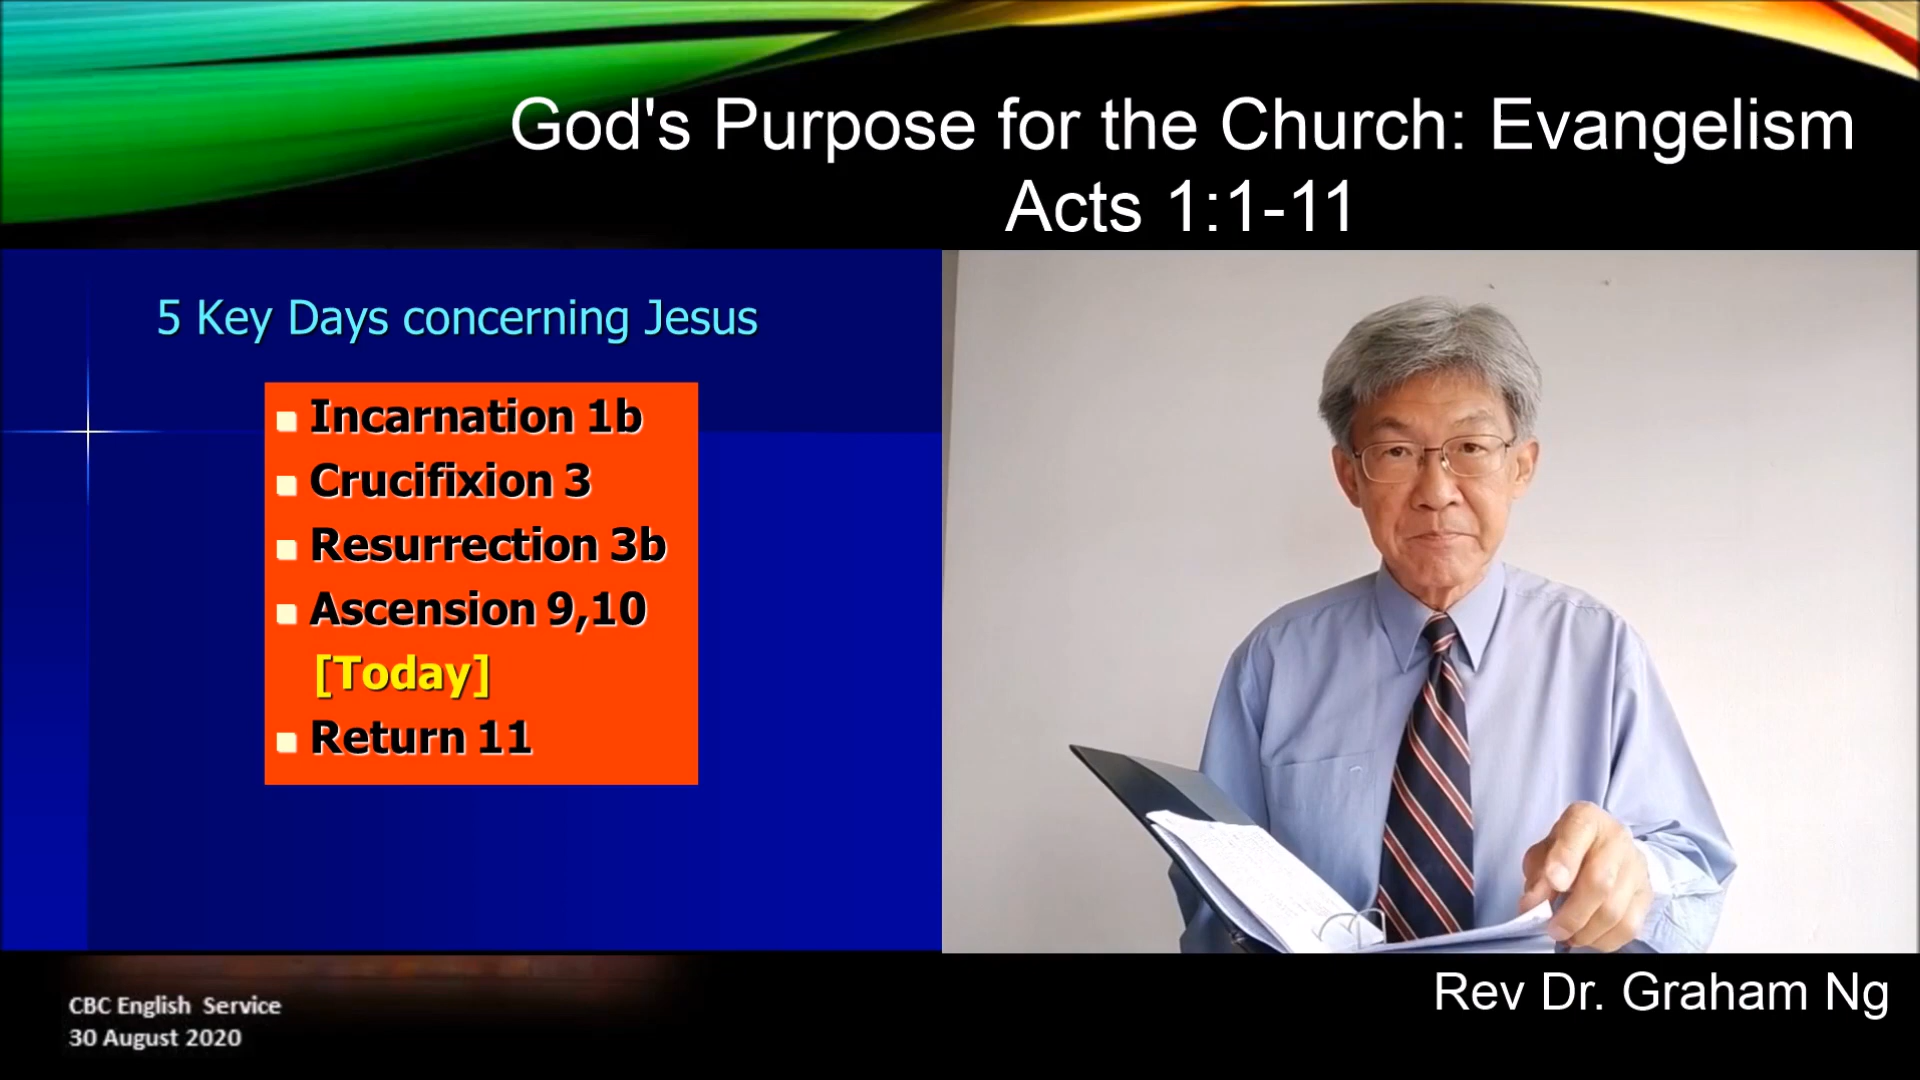 God's Purpose for the Church: Evangelism
Acts 1:1-11
5 Key Days concerning Jesus
Incarnation 1b
Crucifixion 3
Resurrection 3b
Ascension 9,10
[Today]
Return 11
Rev Dr. Graham Ng
CBC English Service
30 August 2020